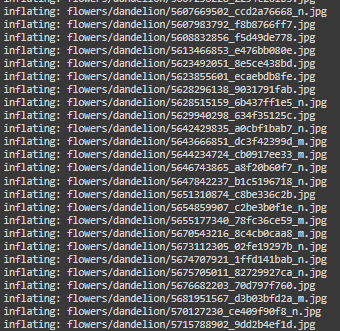 inflating: flowers/dandelion/5607669502_ccd2a76668_n.jpg
inflating: flowers/dandelion/5607983792_f8b8766ff7.jpg
inflating: flowers/dandelion/5608832856_f5d49de778.jpg
inflating: flowers/dandelion/5613466853_e476bb080e.jpg
inflating: flowers/dandelion/5623492051_8e5ce438bd.jpg
inflating: flowers/dandelion/5623855601_ecaebdb8fe.jpg
inflating: flowers/dandelion/5628296138_9031791fab.jpg
inflating: flowers/dandelion/5628515159_6b437ff1e5_n.jpg
inflating: flowers/dandelion/5629940298_634f35125c.jpg
inflating: flowers/dandelion/5642429835_a0cbf1bab7_n.jpg
inflating: flowers/dandelion/5643666851_dc3f42399d_m.jpg
inflating: flowers/dandelion/5644234724_cb0917ee33_m.jpg
inflating: flowers/dandelion/5646743865_a8f20b60f7_n.jpg
inflating: flowers/dandelion/5647842237_b1c5196718_n.jpg
inflating: flowers/dandelion/5651310874_c8be336c2b.jpg
inflating: flowers/dandelion/5654859907_c2be3b0f1e_n.jpg
inflating: flowers/dandelion/5655177340_78fc36ce59_m.jpg
inflating: flowers/dandelion/5670543216_8c4cb0caa8_m.jpg
inflating: flowers/dandelion/5673112305_02fe19297b_n.jpg
inflating: flowers/dandelion/5674707921_1ffd141bab_n.jpg
inflating: flowers/dandelion/5675705011_82729927ca_n.jpg
inflating: flowers/dandelion/5676682203_70d797f760.jpg
inflating: flowers/dandelion/5681951567_d3b03bfd2a_m.jpg
inflating: flowers/dandelion/570127230_ce409f90f8_n.jpg
inflating: flowers/dandelion/5715788902_9dd2b4ef1d.jpg